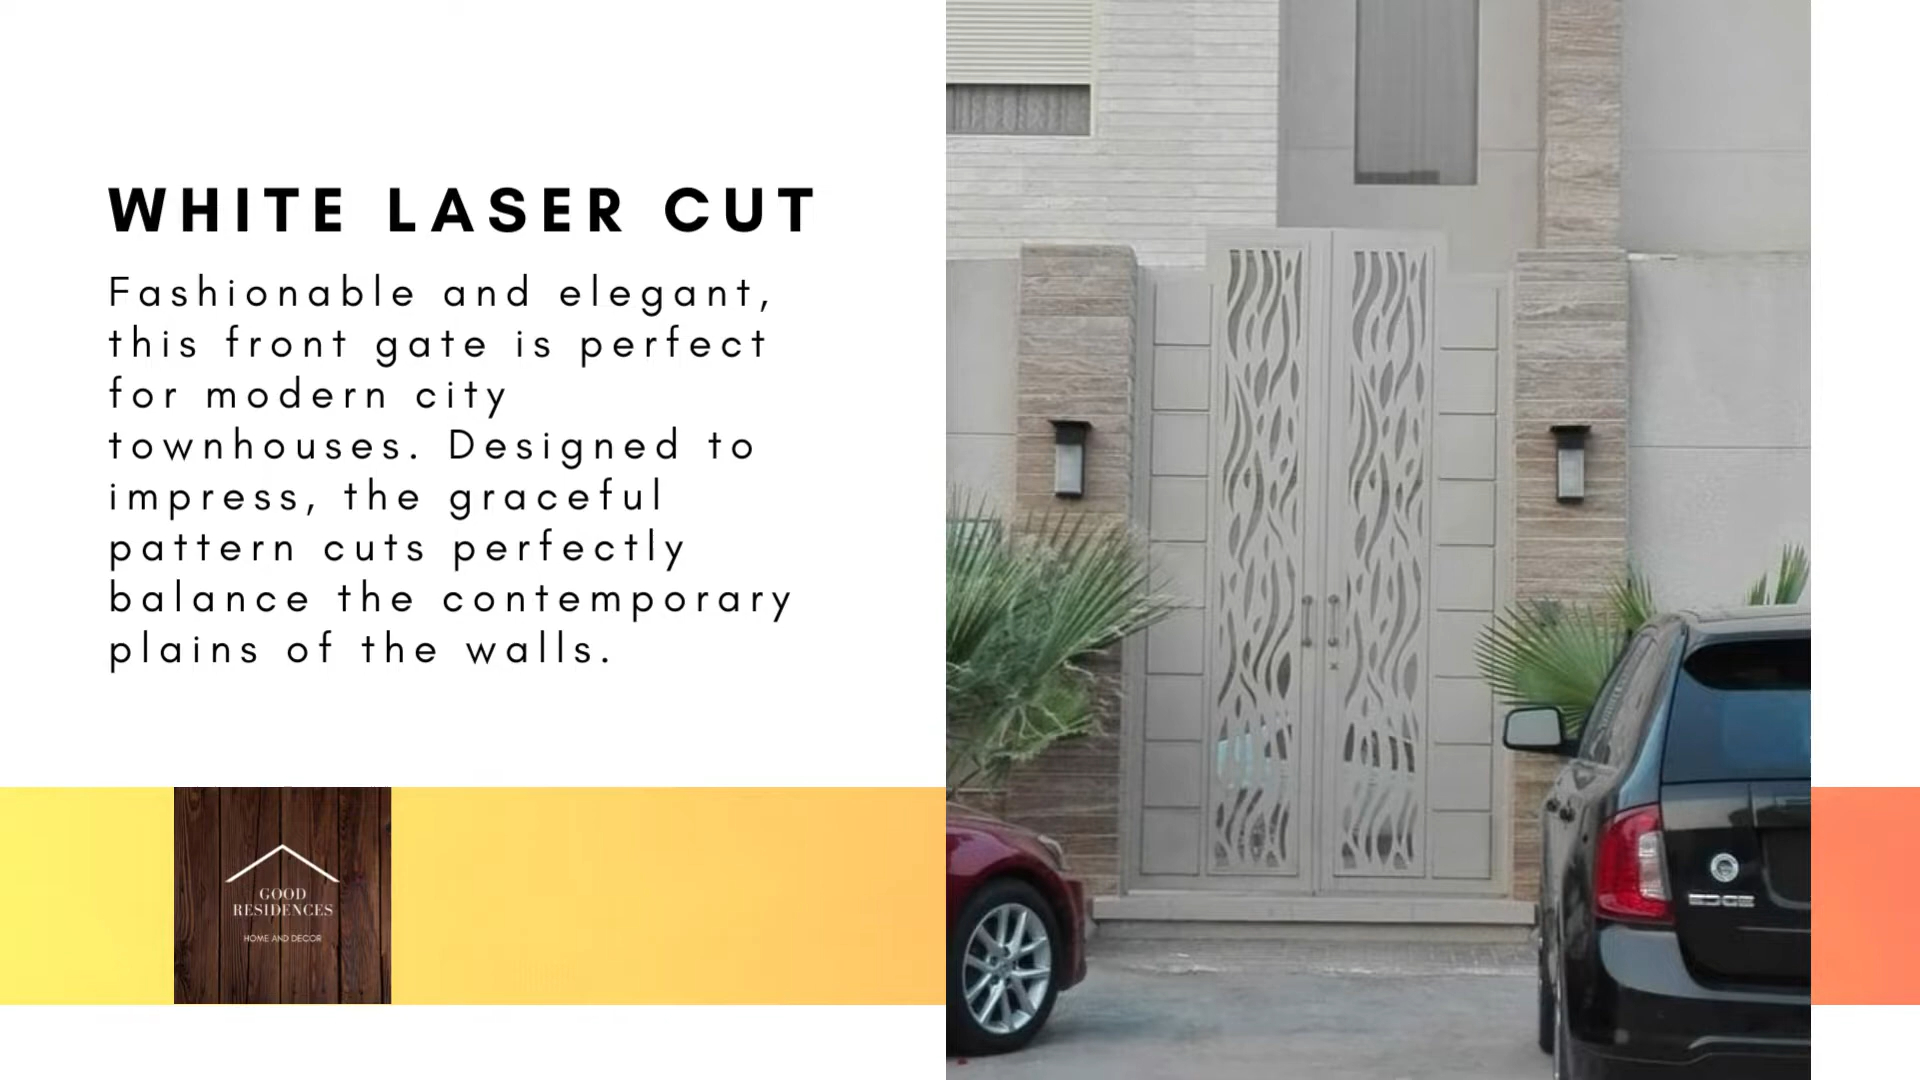 WHITE LASER CUT
Fashionable and elegant,
this front gate is perfect
for modern city
townhouses. Designed to
impress, the graceful
pattern cuts perfectly
balance the contemporary
plains of the walls.
GOOD
RESIDENCES
HOME AND DECOR
EDGE